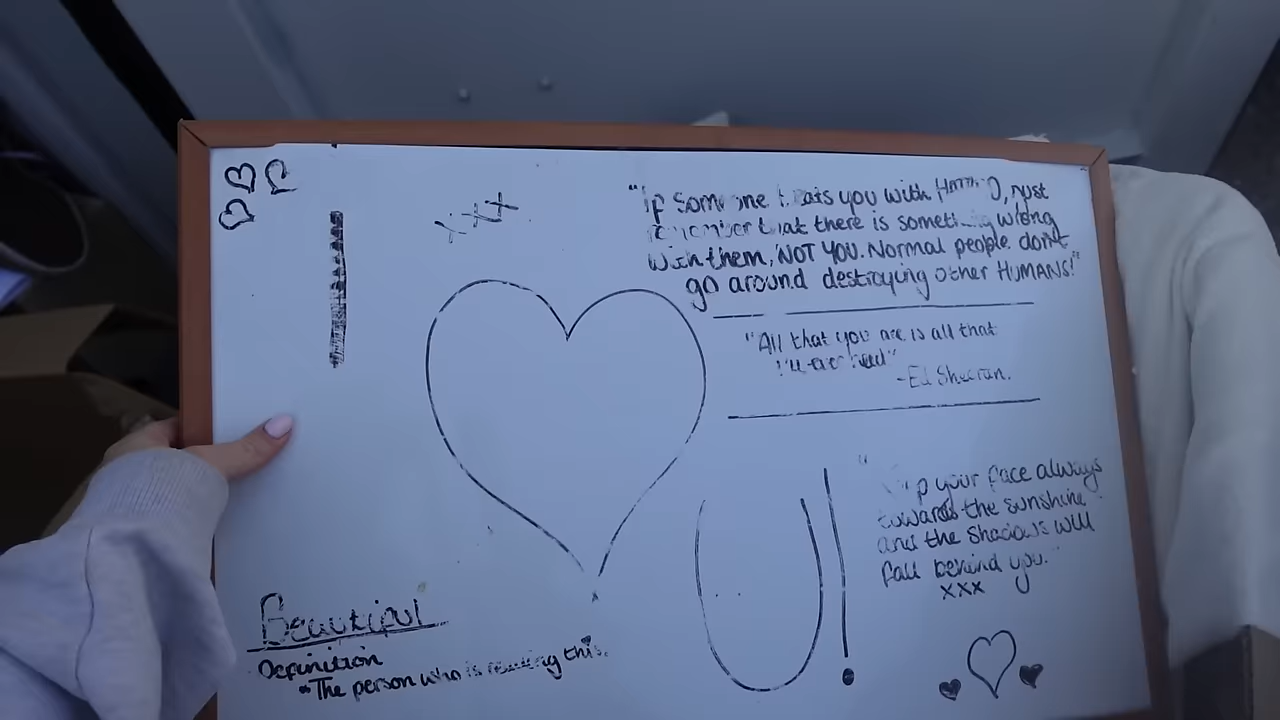 xxx
"If someone treats you with HATRED, just
remember that there is something wrong
with them, NOT YOU. Normal people don't
go around destroying other HUMANS!"
"All that you are is all that
I'll ever need"
-Ed Sheeran.
I
U!
"
your face always
towards the sunshine
and the shadows will
fall behind you."
xxx
Beautiful
Definition
"The person who is reading this.